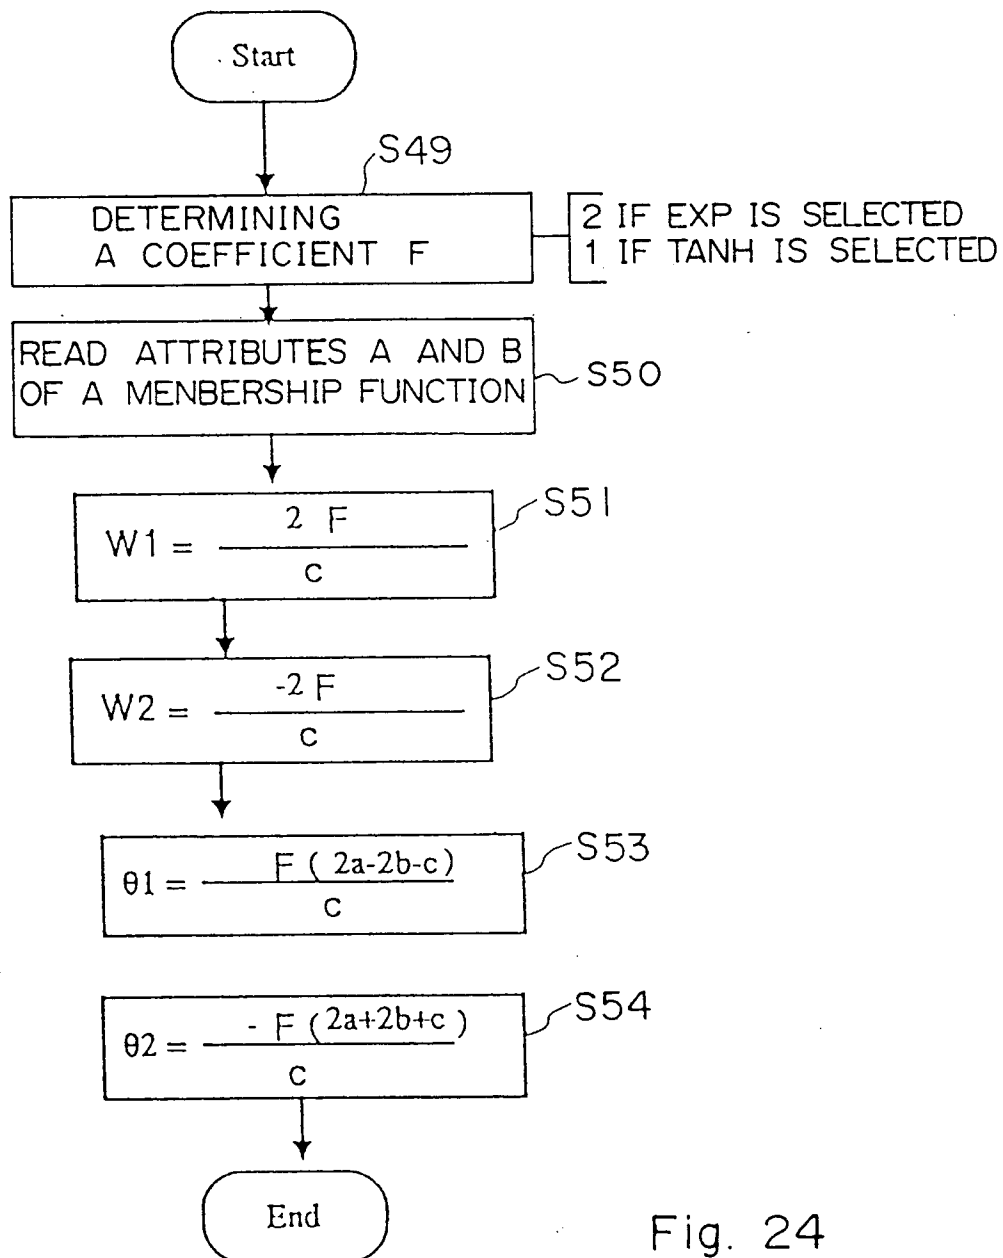 Start
S49
DETERMINING
A COEFFICIENT F
2 IF EXP IS SELECTED
1 IF TANH IS SELECTED
READ ATTRIBUTES A AND B
OF A MENBERSHIP FUNCTION
S50
W1 = 2 F / c
S51
W2 = -2 F / c
S52
θ1 = F ( 2a-2b-c) / c
S53
θ2 = - F (2a+2b+c ) / c
S54
End
Fig. 24